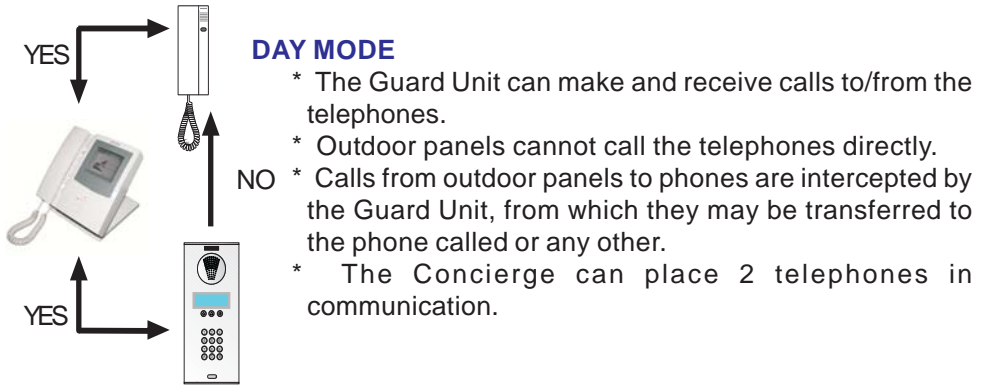 YES
DAY MODE
* The Guard Unit can make and receive calls to/from the
telephones.
* Outdoor panels cannot call the telephones directly.
NO
* Calls from outdoor panels to phones are intercepted by
the Guard Unit, from which they may be transferred to
the phone called or any other.
* The Concierge can place 2 telephones in
communication.
YES